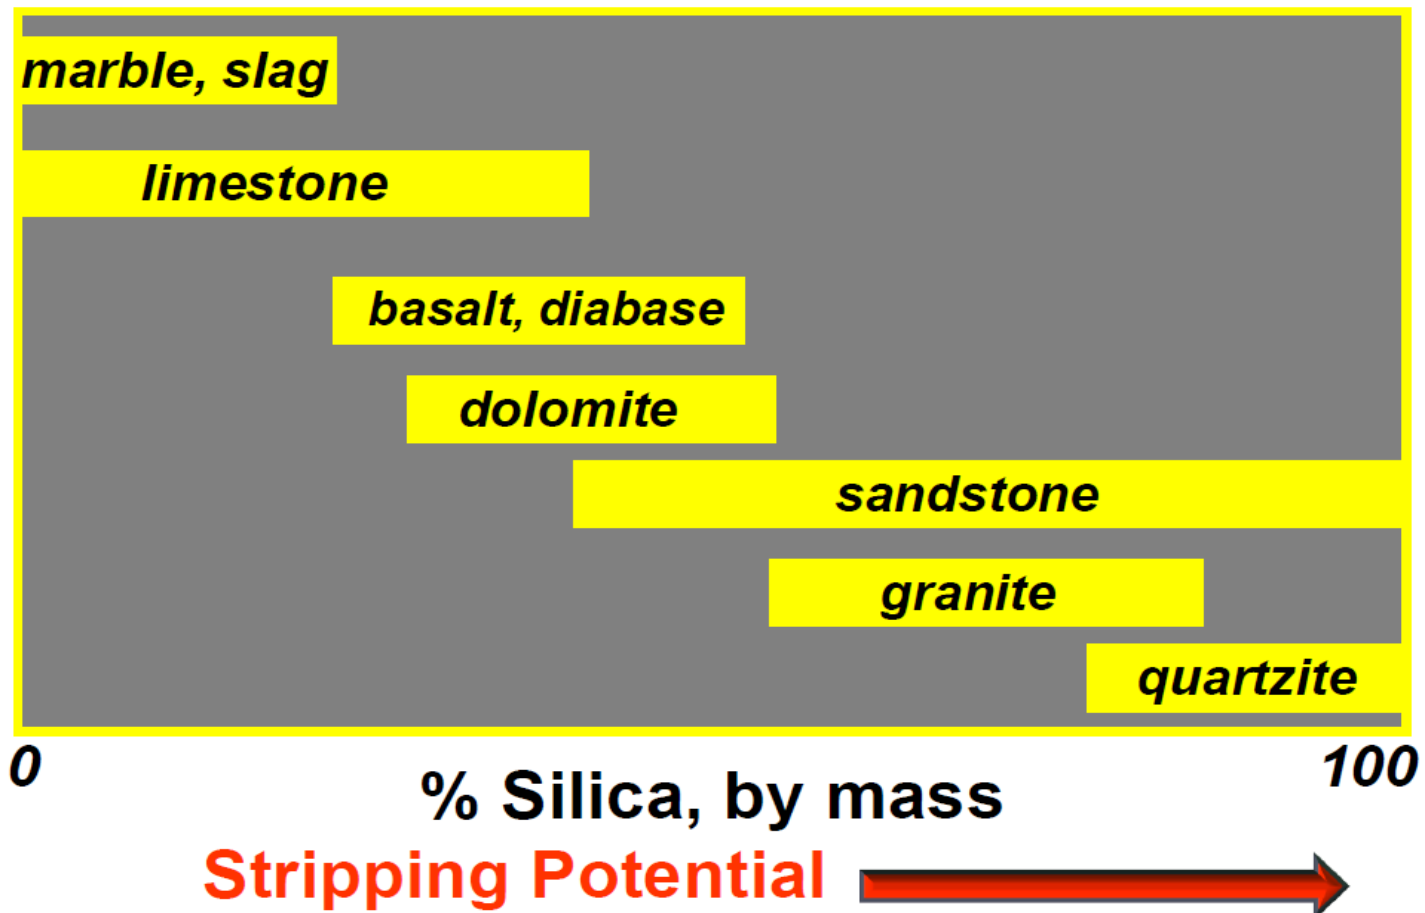 marble, slag
limestone
basalt, diabase
dolomite
sandstone
granite
quartzite
0
100
% Silica, by mass
Stripping Potential